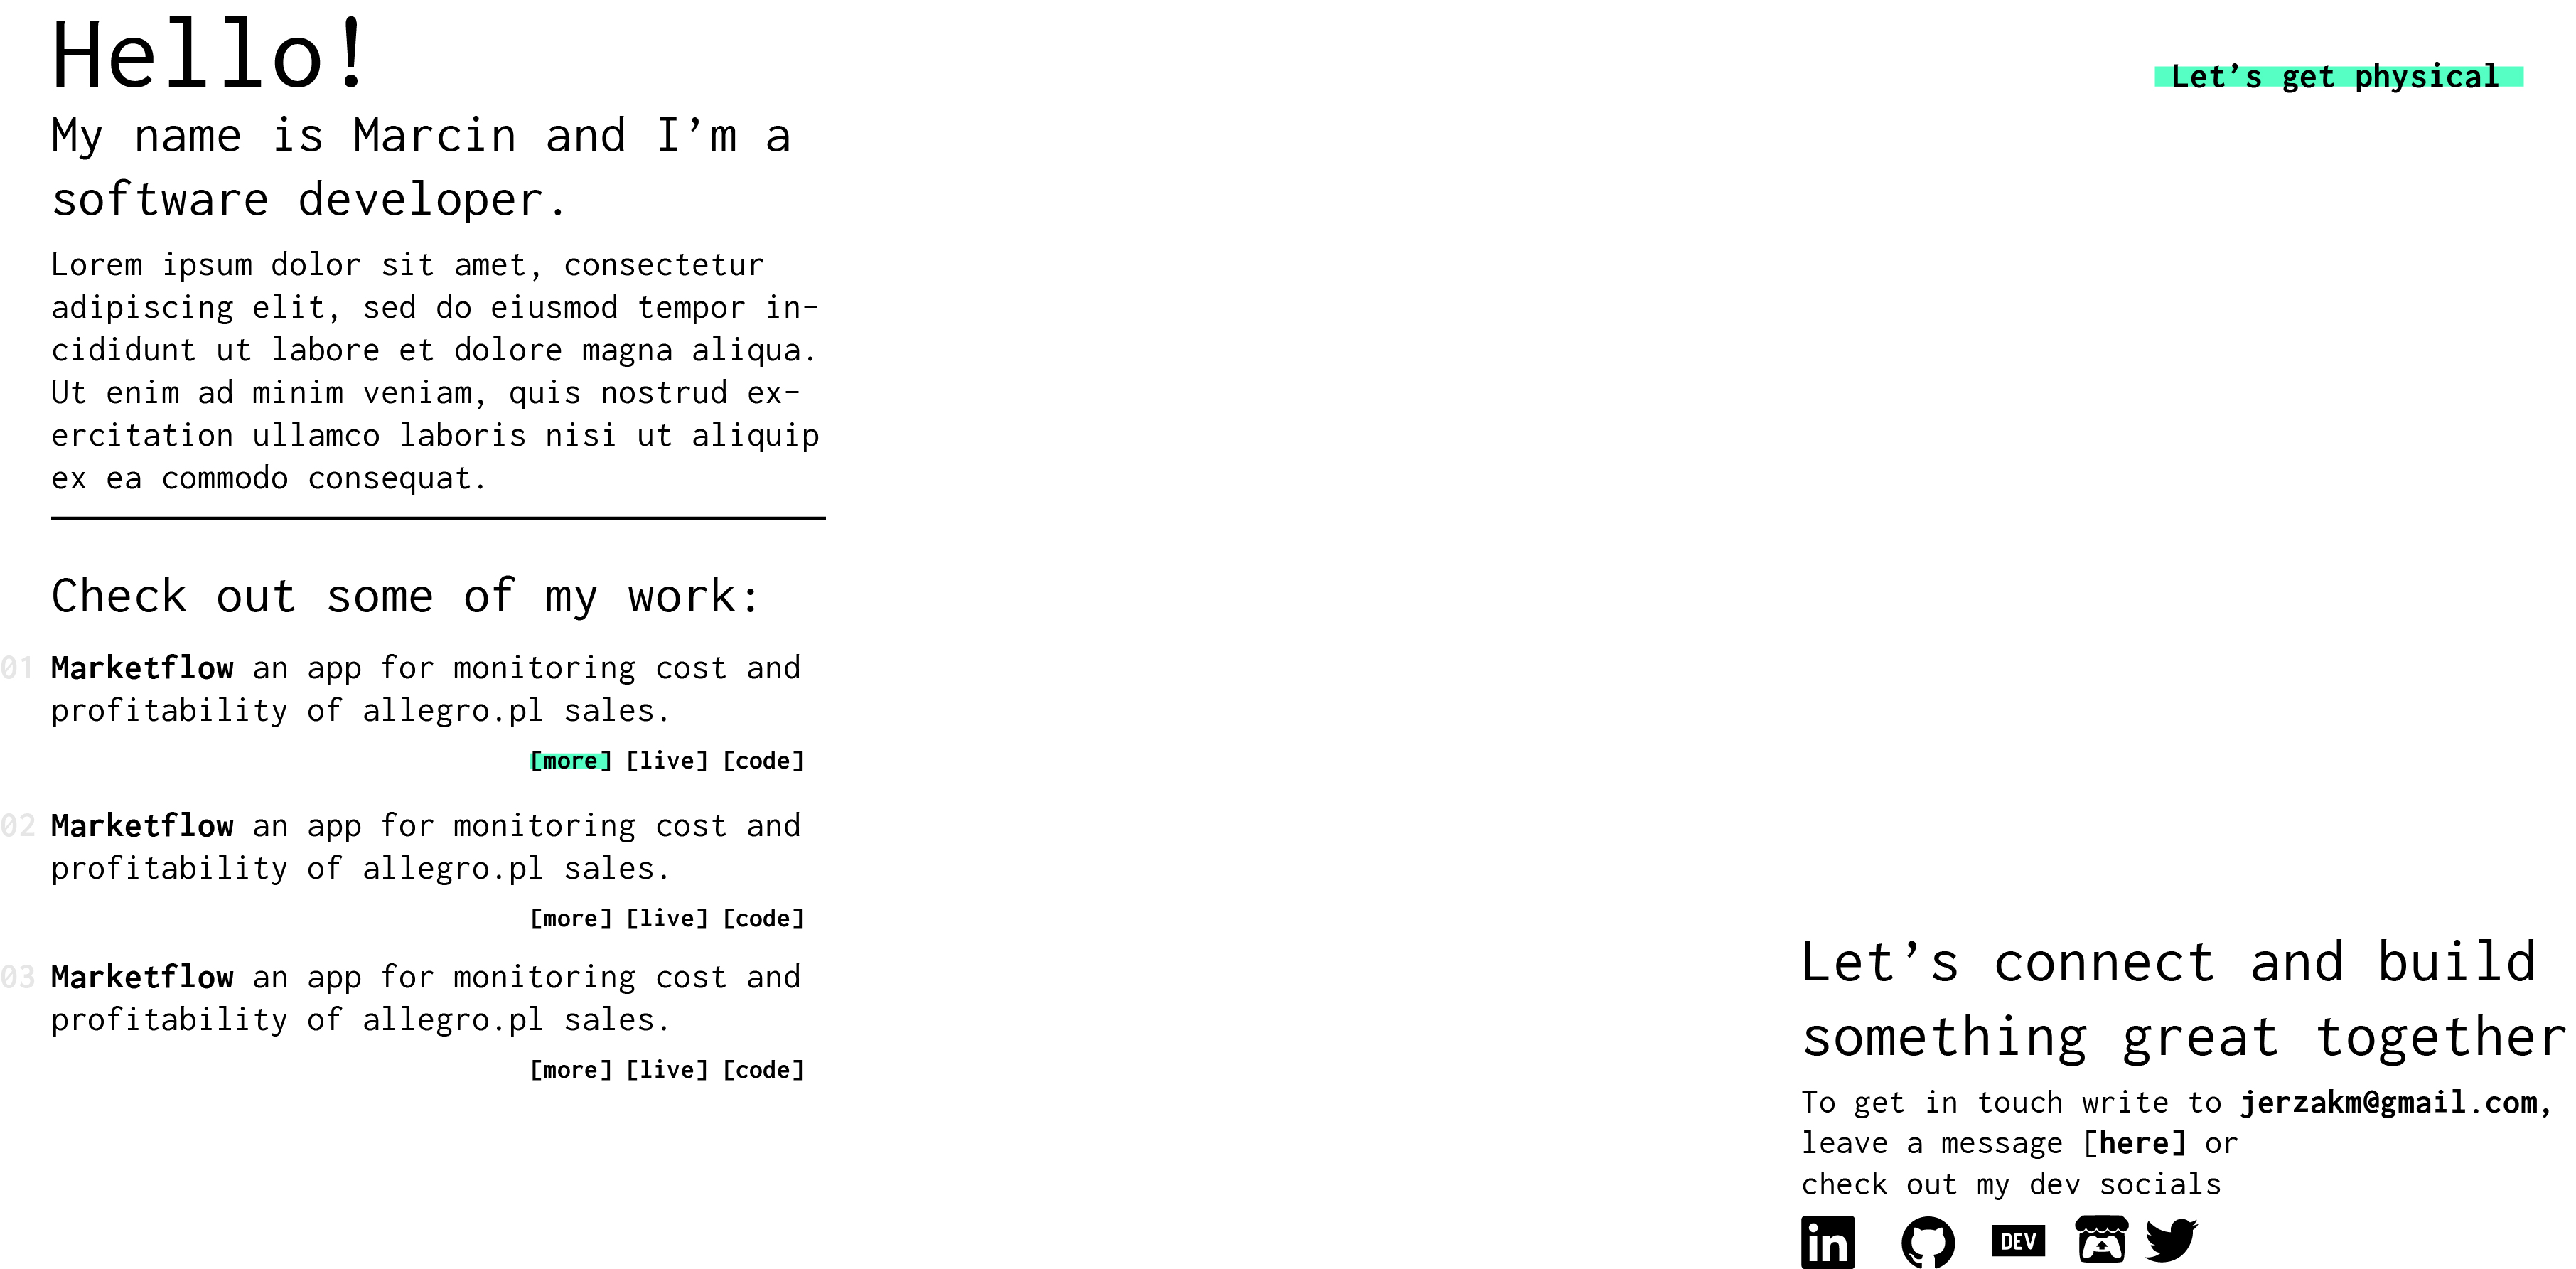 Hello!
My name is Marcin and I’m a
software developer.
Lorem ipsum dolor sit amet, consectetur
adipiscing elit, sed do eiusmod tempor in-
cididunt ut labore et dolore magna aliqua.
Ut enim ad minim veniam, quis nostrud ex-
ercitation ullamco laboris nisi ut aliquip
ex ea commodo consequat.
Check out some of my work:
01 Marketflow an app for monitoring cost and
profitability of allegro.pl sales.
[more] [live] [code]
02 Marketflow an app for monitoring cost and
profitability of allegro.pl sales.
[more] [live] [code]
03 Marketflow an app for monitoring cost and
profitability of allegro.pl sales.
[more] [live] [code]
Let’s get physical
Let’s connect and build
something great together
To get in touch write to jerzakm@gmail.com,
leave a message [here] or
check out my dev socials
in
DEV